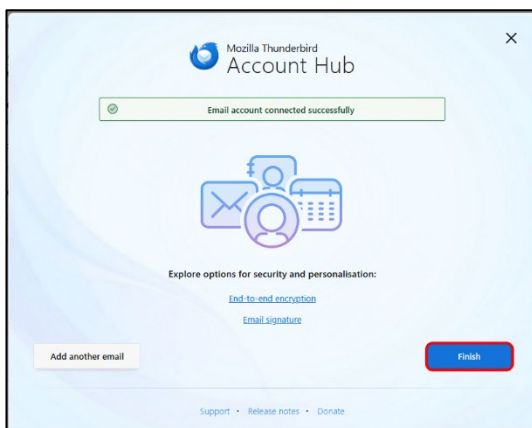 Mozilla Thunderbird
Account Hub
Email account connected successfully
Explore options for security and personalisation:
End-to-end encryption
Email signature
Add another email
Finish
Support • Release notes • Donate